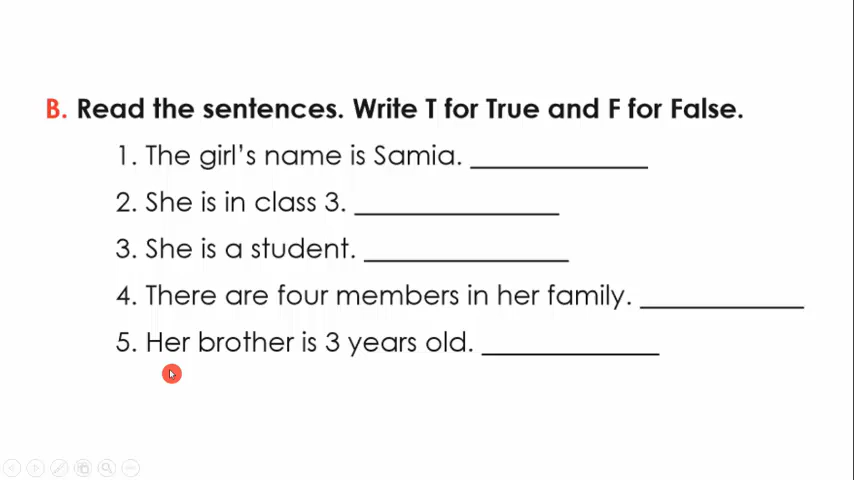 B. Read the sentences. Write T for True and F for False.
1. The girl’s name is Samia. ____________
2. She is in class 3. ______________
3. She is a student. ______________
4. There are four members in her family. ___________
5. Her brother is 3 years old. ____________